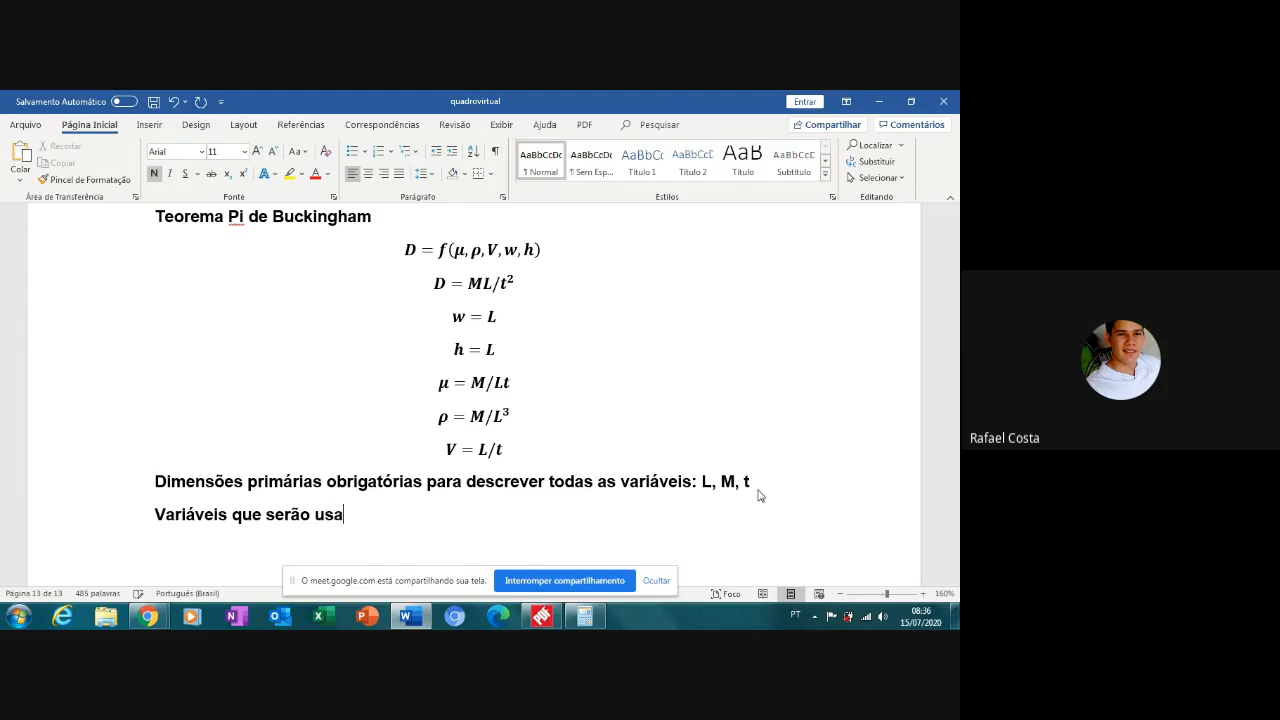 Salvamento Automático
quadrovirtual
Entrar
Arquivo Página Inicial Inserir Design Layout Referências Correspondências Revisão Exibir Ajuda PDF Pesquisar Compartilhar Comentários
Colar
Recortar
Copiar
Pincel de Formatação
Área de Transferência
Arial 11
Fonte
Parágrafo
AaBbCcDc AaBbCcDc AaBbCc AaBbCcD AaB AaBbCcD
¶ Normal ¶ Sem Esp... Título 1 Título 2 Título Subtítulo
Estilos
Localizar
Substituir
Selecionar
Editando
Teorema Pi de Buckingham
D = f(μ, ρ, V, w, h)
D = ML/t²
w = L
h = L
μ = M/Lt
ρ = M/L³
V = L/t
Dimensões primárias obrigatórias para descrever todas as variáveis: L, M, t
Variáveis que serão usa
O meet.google.com está compartilhando sua tela. Interromper compartilhamento Ocultar
Página 13 de 13 485 palavras Português (Brasil) Foco 160%
PT 08:36
15/07/2020
Rafael Costa